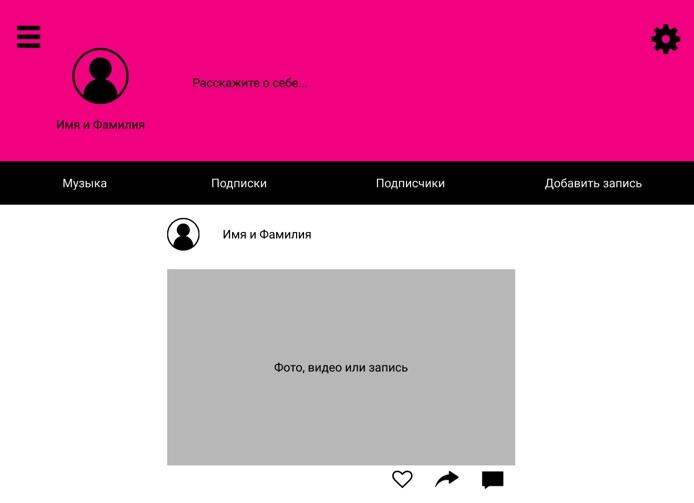 Расскажите о себе...
Имя и Фамилия
Музыка
Подписки
Подписчики
Добавить запись
Имя и Фамилия
Фото, видео или запись